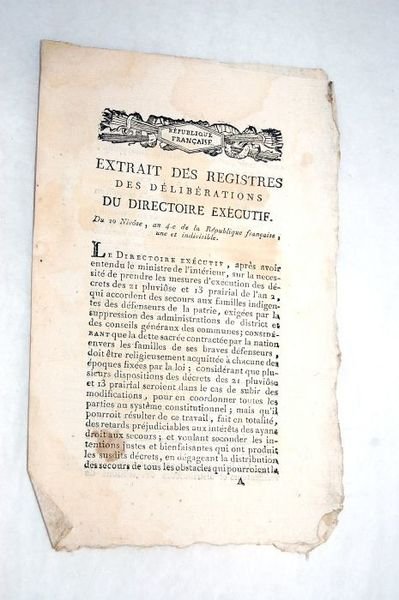 RÉPUBLIQUE
FRANÇAISE
EXTRAIT DES REGISTRES
DES DÉLIBÉRATIONS
DU DIRECTOIRE EXÉCUTIF.
Du 20 Nivôse, an 4.e de la République française,
une et indivisible.
LE DIRECTOIRE EXÉCUTIF, après avoir
entendu le ministre de l'intérieur, sur la néces-
sité de prendre les mesures d'exécution des dé-
crets des 21 pluviôse et 13 prairial de l'an 2,
qui accordent des secours aux familles indigen-
tes des défenseurs de la patrie, exigées par la
suppression des administrations de district et
des conseils généraux des communes; CONSIDÉ-
RANT que la dette sacrée contractée par la nation
envers les familles de ses braves défenseurs,
doit être religieusement acquittée à chacune des
époques fixées par la loi; considérant que plu-
sieurs dispositions des décrets des 21 pluviôse
et 13 prairial seroient dans le cas de subir des
modifications, pour en coordonner toutes les
parties au système constitutionnel; mais qu'il
pourroit résulter de ce travail, fait en totalité,
des retards préjudiciables aux intérêts des ayans
droit aux secours; et voulant seconder les in-
tentions justes et bienfaisantes qui ont produit
les susdits décrets, en dégageant la distribution
des secours de tous les obstacles qui pourroient la
A